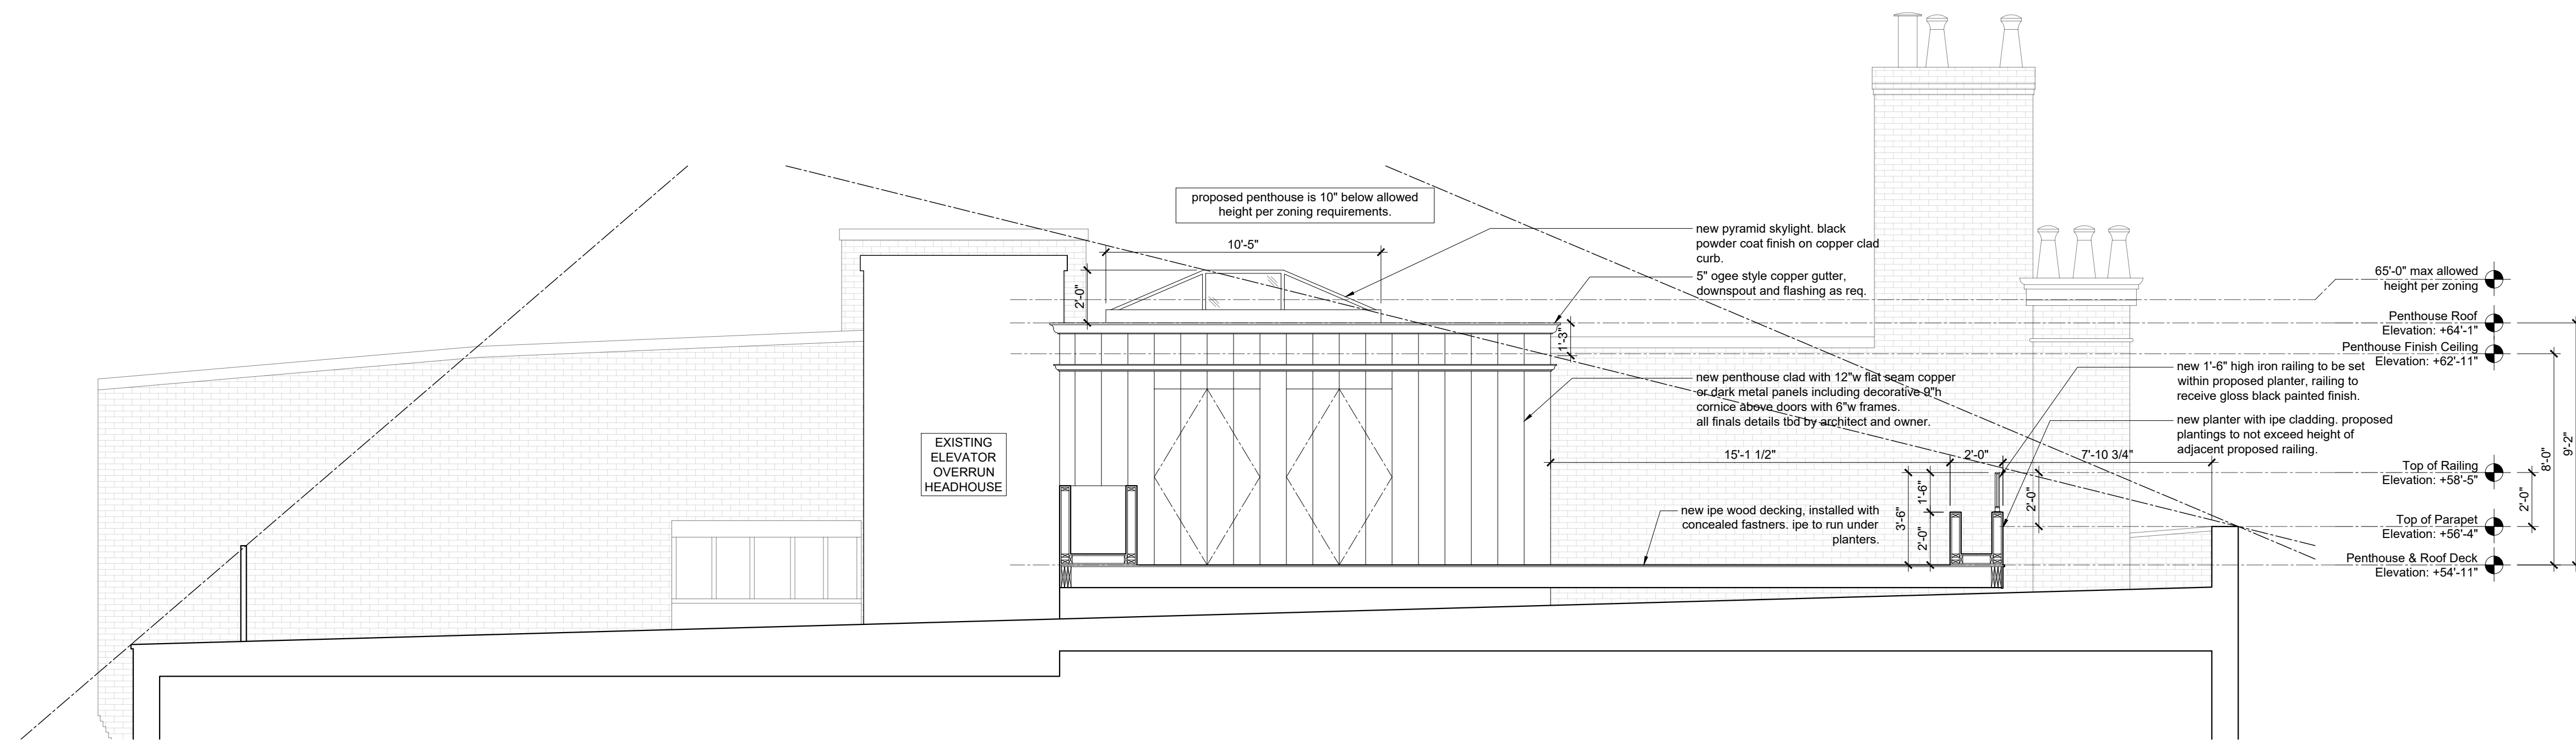 proposed penthouse is 10" below allowed
height per zoning requirements.
10'-5"
2'-0"
new pyramid skylight. black
powder coat finish on copper clad
curb.
5" ogee style copper gutter,
downspout and flashing as req.
1'-3"
new penthouse clad with 12"w flat seam copper
or dark metal panels including decorative 9"h
cornice above doors with 6"w frames.
all finals details tbd by architect and owner.
EXISTING
ELEVATOR
OVERRUN
HEADHOUSE
15'-1 1/2"
2'-0"
7'-10 3/4"
new ipe wood decking, installed with
concealed fastners. ipe to run under
planters.
3'-6"
1'-6"
2'-0"
2'-0"
new 1'-6" high iron railing to be set
within proposed planter, railing to
receive gloss black painted finish.
new planter with ipe cladding. proposed
plantings to not exceed height of
adjacent proposed railing.
65'-0" max allowed
height per zoning
Penthouse Roof
Elevation: +64'-1"
Penthouse Finish Ceiling
Elevation: +62'-11"
Top of Railing
Elevation: +58'-5"
Top of Parapet
Elevation: +56'-4"
Penthouse & Roof Deck
Elevation: +54'-11"
2'-0"
8'-0"
9'-2"